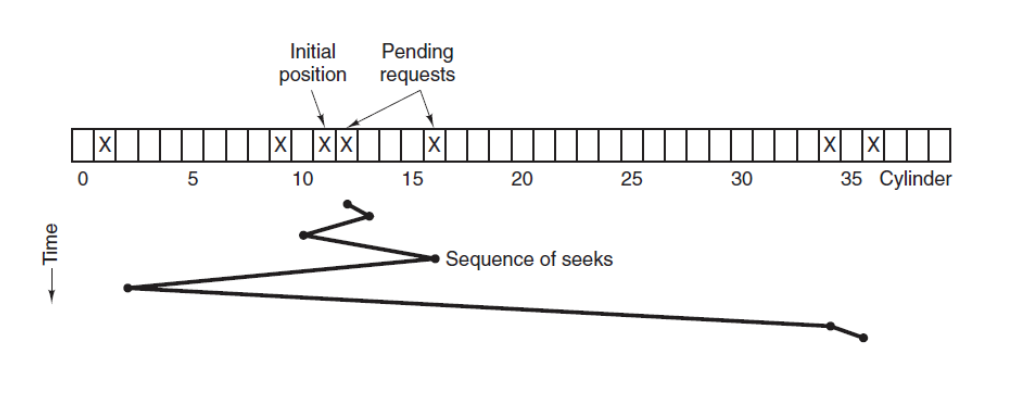 Initial
position
Pending
requests
X X X X X X X
0 5 10 15 20 25 30 35 Cylinder
Time
Sequence of seeks